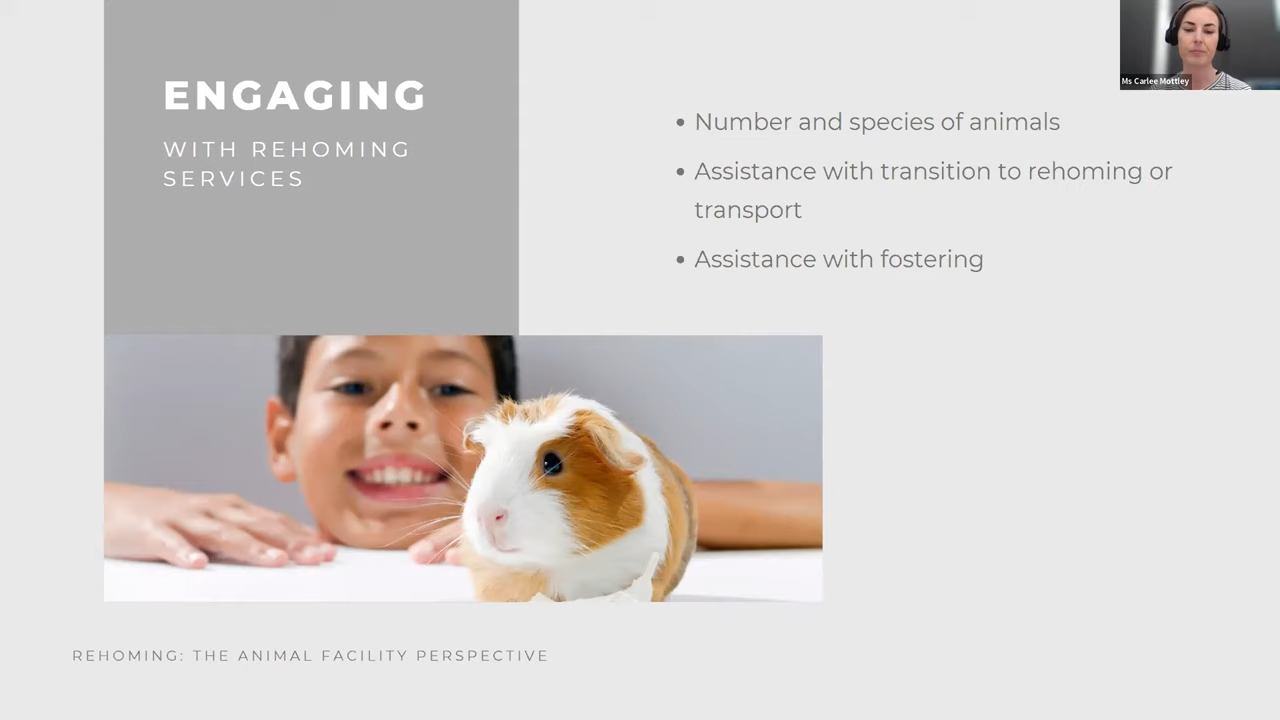 ENGAGING
WITH REHOMING
SERVICES
Ms Carlee Mottley
• Number and species of animals
• Assistance with transition to rehoming or
transport
• Assistance with fostering
REHOMING: THE ANIMAL FACILITY PERSPECTIVE